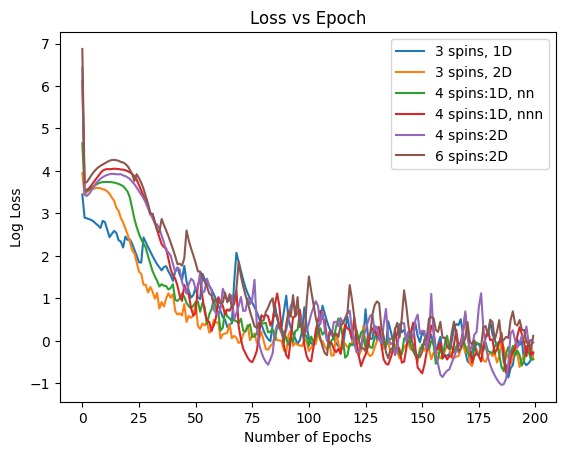 Loss vs Epoch
7
6
5
4
3
2
1
0
−1
Log Loss
3 spins, 1D
3 spins, 2D
4 spins:1D, nn
4 spins:1D, nnn
4 spins:2D
6 spins:2D
0 25 50 75 100 125 150 175 200
Number of Epochs